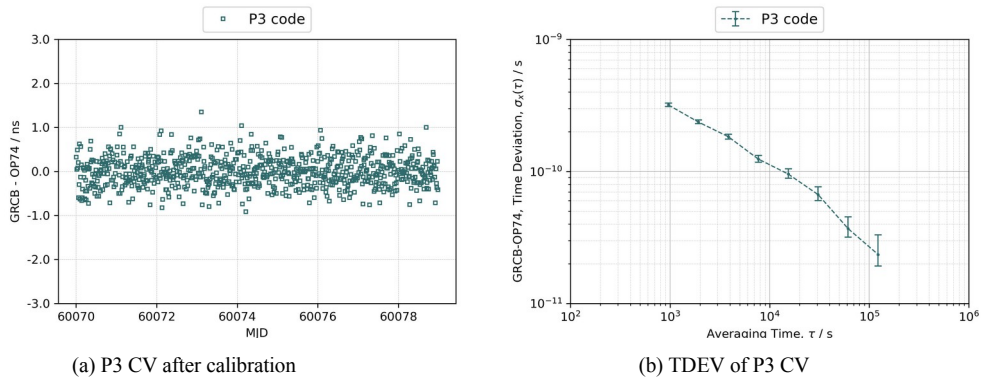 P3 code
3.0
2.0
1.0
0.0
-1.0
-2.0
-3.0
GRCB - OP74 / ns
60070 60072 60074 60076 60078
MJD
(a) P3 CV after calibration
P3 code
10⁻⁹
10⁻¹⁰
10⁻¹¹
GRCB-OP74, Time Deviation, σₓ(τ) / s
10² 10³ 10⁴ 10⁵ 10⁶
Averaging Time, τ / s
(b) TDEV of P3 CV